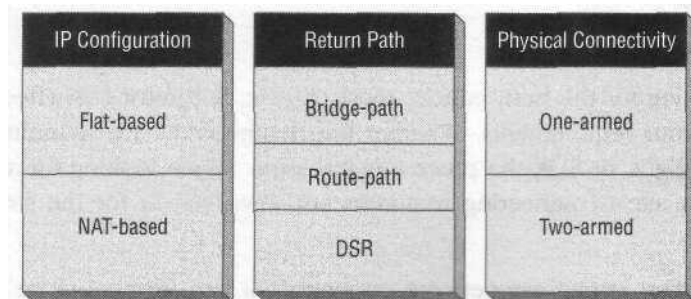 IP Configuration
Flat-based
NAT-based
Return Path
Bridge-path
Route-path
DSR
Physical Connectivity
One-armed
Two-armed